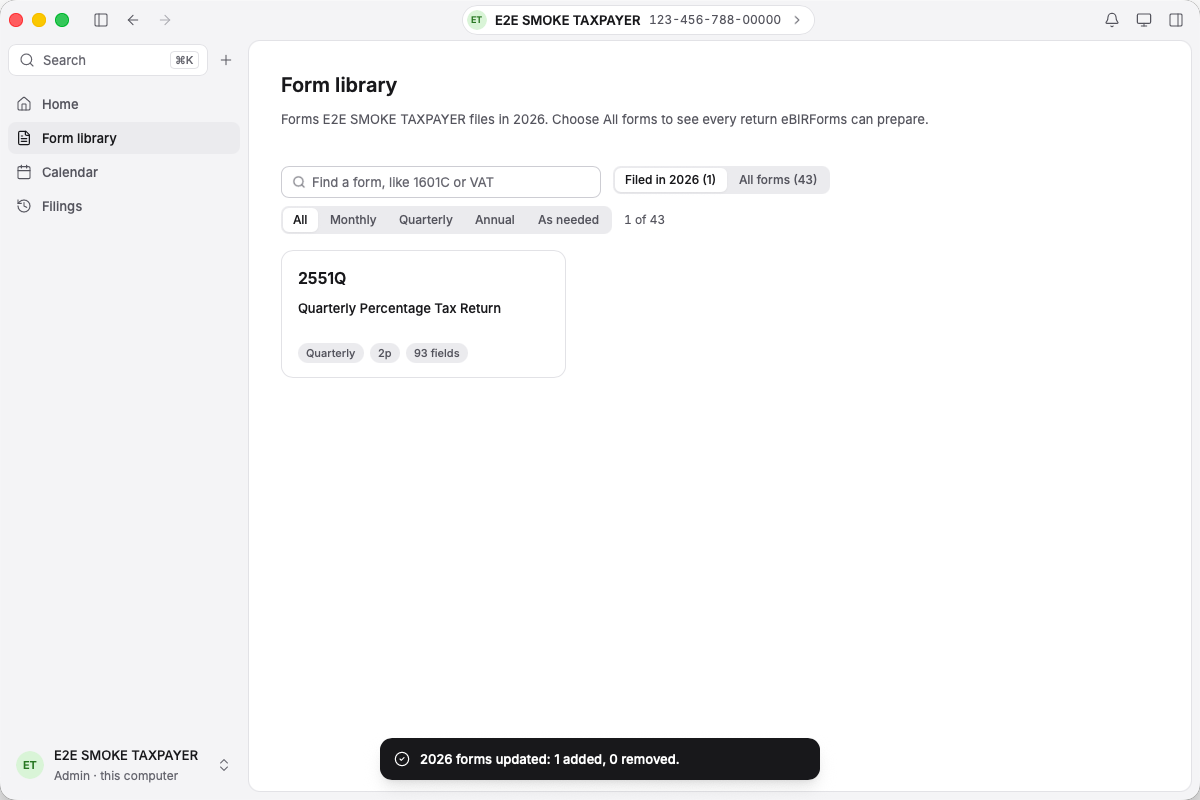 ET E2E SMOKE TAXPAYER 123-456-788-00000
Search ⌘K
Home
Form library
Calendar
Filings
Form library
Forms E2E SMOKE TAXPAYER files in 2026. Choose All forms to see every return eBIRForms can prepare.
Find a form, like 1601C or VAT
Filed in 2026 (1) All forms (43)
All Monthly Quarterly Annual As needed 1 of 43
2551Q
Quarterly Percentage Tax Return
Quarterly 2p 93 fields
ET E2E SMOKE TAXPAYER
Admin · this computer
2026 forms updated: 1 added, 0 removed.